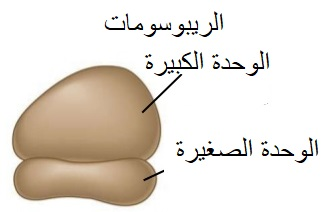 الريبوسومات
الوحدة الكبيرة
الوحدة الصغيرة